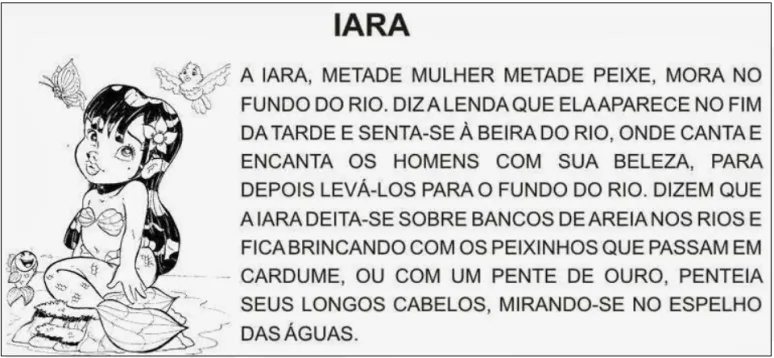 IARA
A IARA, METADE MULHER METADE PEIXE, MORA NO
FUNDO DO RIO. DIZ A LENDA QUE ELA APARECE NO FIM
DA TARDE E SENTA-SE À BEIRA DO RIO, ONDE CANTA E
ENCANTA OS HOMENS COM SUA BELEZA, PARA
DEPOIS LEVÁ-LOS PARA O FUNDO DO RIO. DIZEM QUE
A IARA DEITA-SE SOBRE BANCOS DE AREIA NOS RIOS E
FICA BRINCANDO COM OS PEIXINHOS QUE PASSAM EM
CARDUME, OU COM UM PENTE DE OURO, PENTEIA
SEUS LONGOS CABELOS, MIRANDO-SE NO ESPELHO
DAS ÁGUAS.